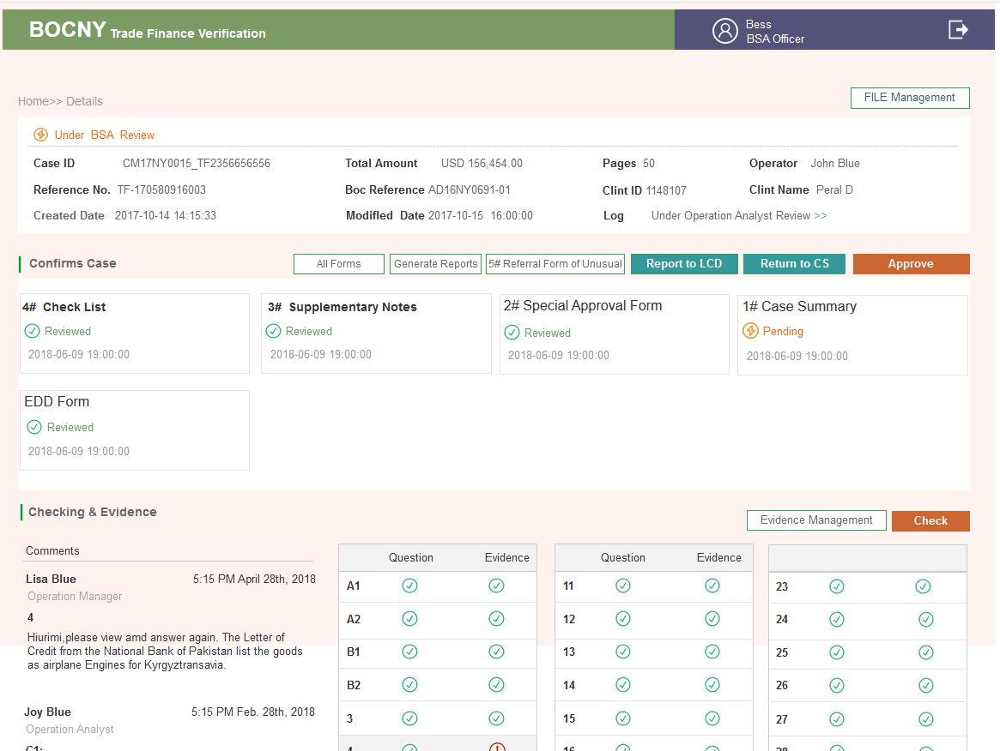 BOCNY Trade Finance Verification
Bess
BSA Officer
Home>> Details
FILE Management
Under BSA Review
Case ID CM17NY0015_TF2356656556 Total Amount USD 156,454.00 Pages 50 Operator John Blue
Reference No. TF-170580916003 Boc Reference AD16NY0691-01 Clint ID 1148107 Clint Name Peral D
Created Date 2017-10-14 14:15:33 Modifled Date 2017-10-15 16:00:00 Log Under Operation Analyst Review >>
Confirms Case All Forms Generate Reports 5# Referral Form of Unusual Report to LCD Return to CS Approve
4# Check List
Reviewed
2018-06-09 19:00:00
3# Supplementary Notes
Reviewed
2018-06-09 19:00:00
2# Special Approval Form
Reviewed
2018-06-09 19:00:00
1# Case Summary
Pending
2018-06-09 19:00:00
EDD Form
Reviewed
2018-06-09 19:00:00
Checking & Evidence
Evidence Management Check
Comments
Lisa Blue 5:15 PM April 28th, 2018
Operation Manager
4
Hiurimi,please view amd answer again. The Letter of
Credit from the National Bank of Pakistan list the goods
as airplane Engines for Kyrgyztransavia.
Joy Blue 5:15 PM Feb. 28th, 2018
Operation Analyst
C1:
Question Evidence
A1
A2
B1
B2
3
4
Question Evidence
11
12
13
14
15
16
23
24
25
26
27
28